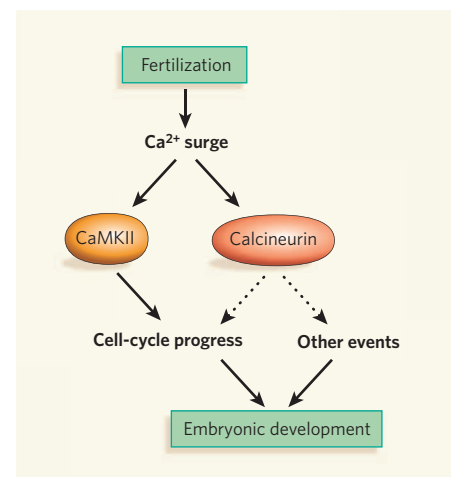 Fertilization
Ca²⁺ surge
CaMKII
Calcineurin
Cell-cycle progress
Other events
Embryonic development